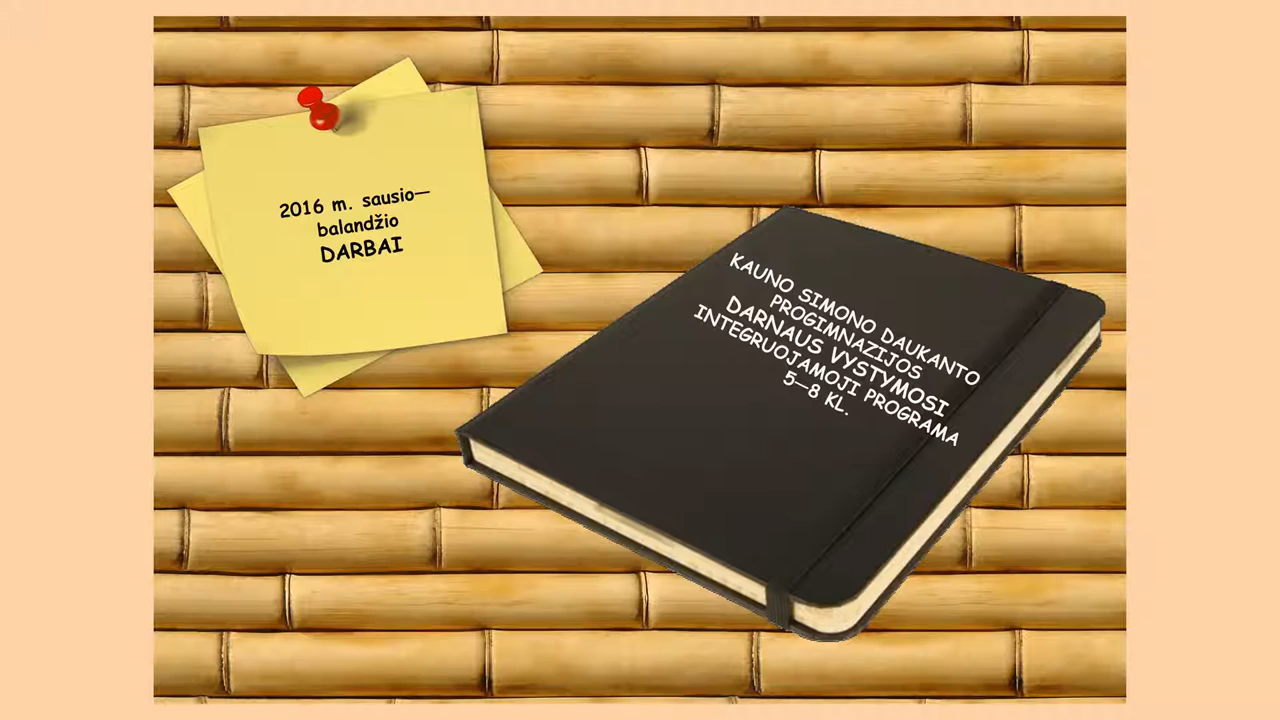 2016 m. sausio—
balandžio
DARBAI
KAUNO SIMONO DAUKANTO
PROGIMNAZIJOS
DARNAUS VYSTYMOSI
INTEGRUOJAMOJI PROGRAMA
5—8 KL.